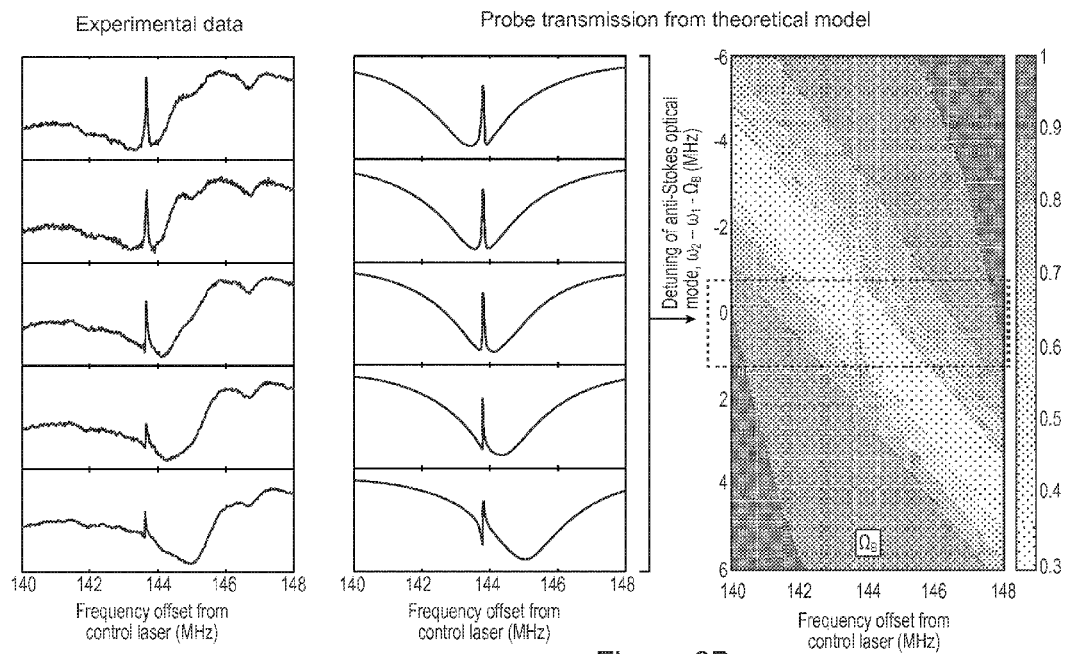 Experimental data
Probe transmission from theoretical model
140 142 144 146 148
Frequency offset from
control laser (MHz)
140 142 144 146 148
Frequency offset from
control laser (MHz)
Detuning of anti-Stokes optical
mode, ω₂ – ω₁ - Ω_B (MHz)
-6
-4
-2
0
2
4
6
Ω_B
140 142 144 146 148
Frequency offset from
control laser (MHz)
1
0.9
0.8
0.7
0.6
0.5
0.4
0.3